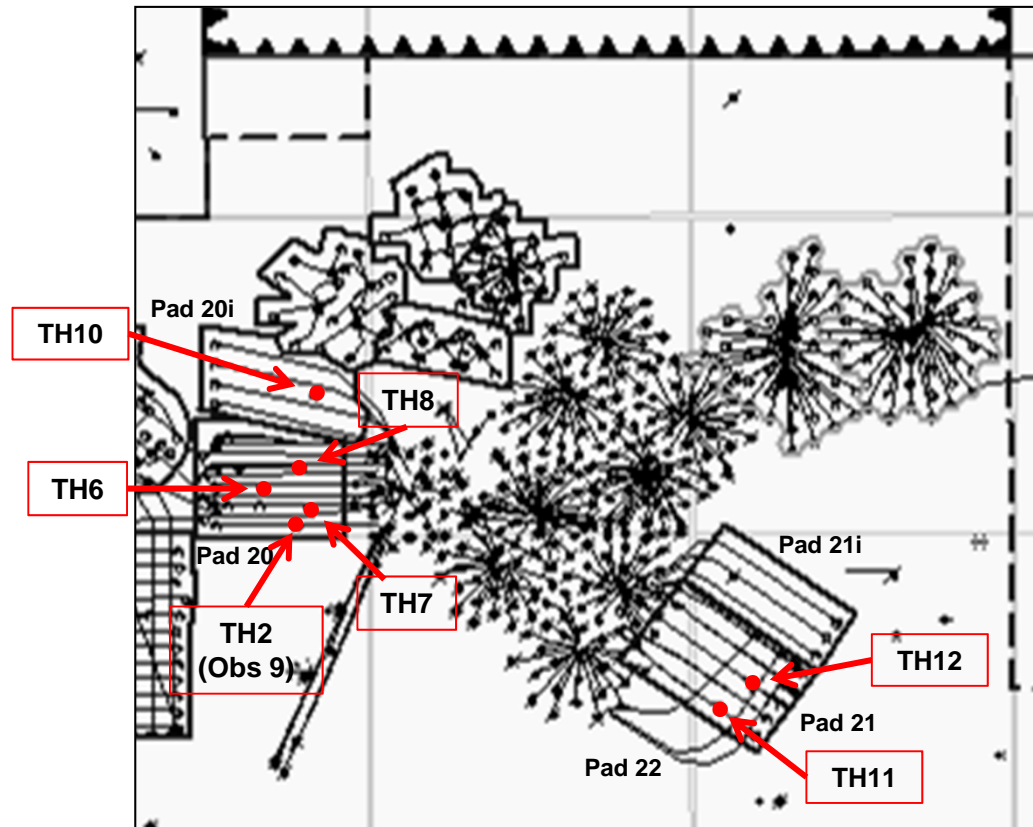 Pad 20i
TH10
TH8
TH6
Pad 20
TH7
TH2
(Obs 9)
Pad 21i
TH12
Pad 21
Pad 22
TH11